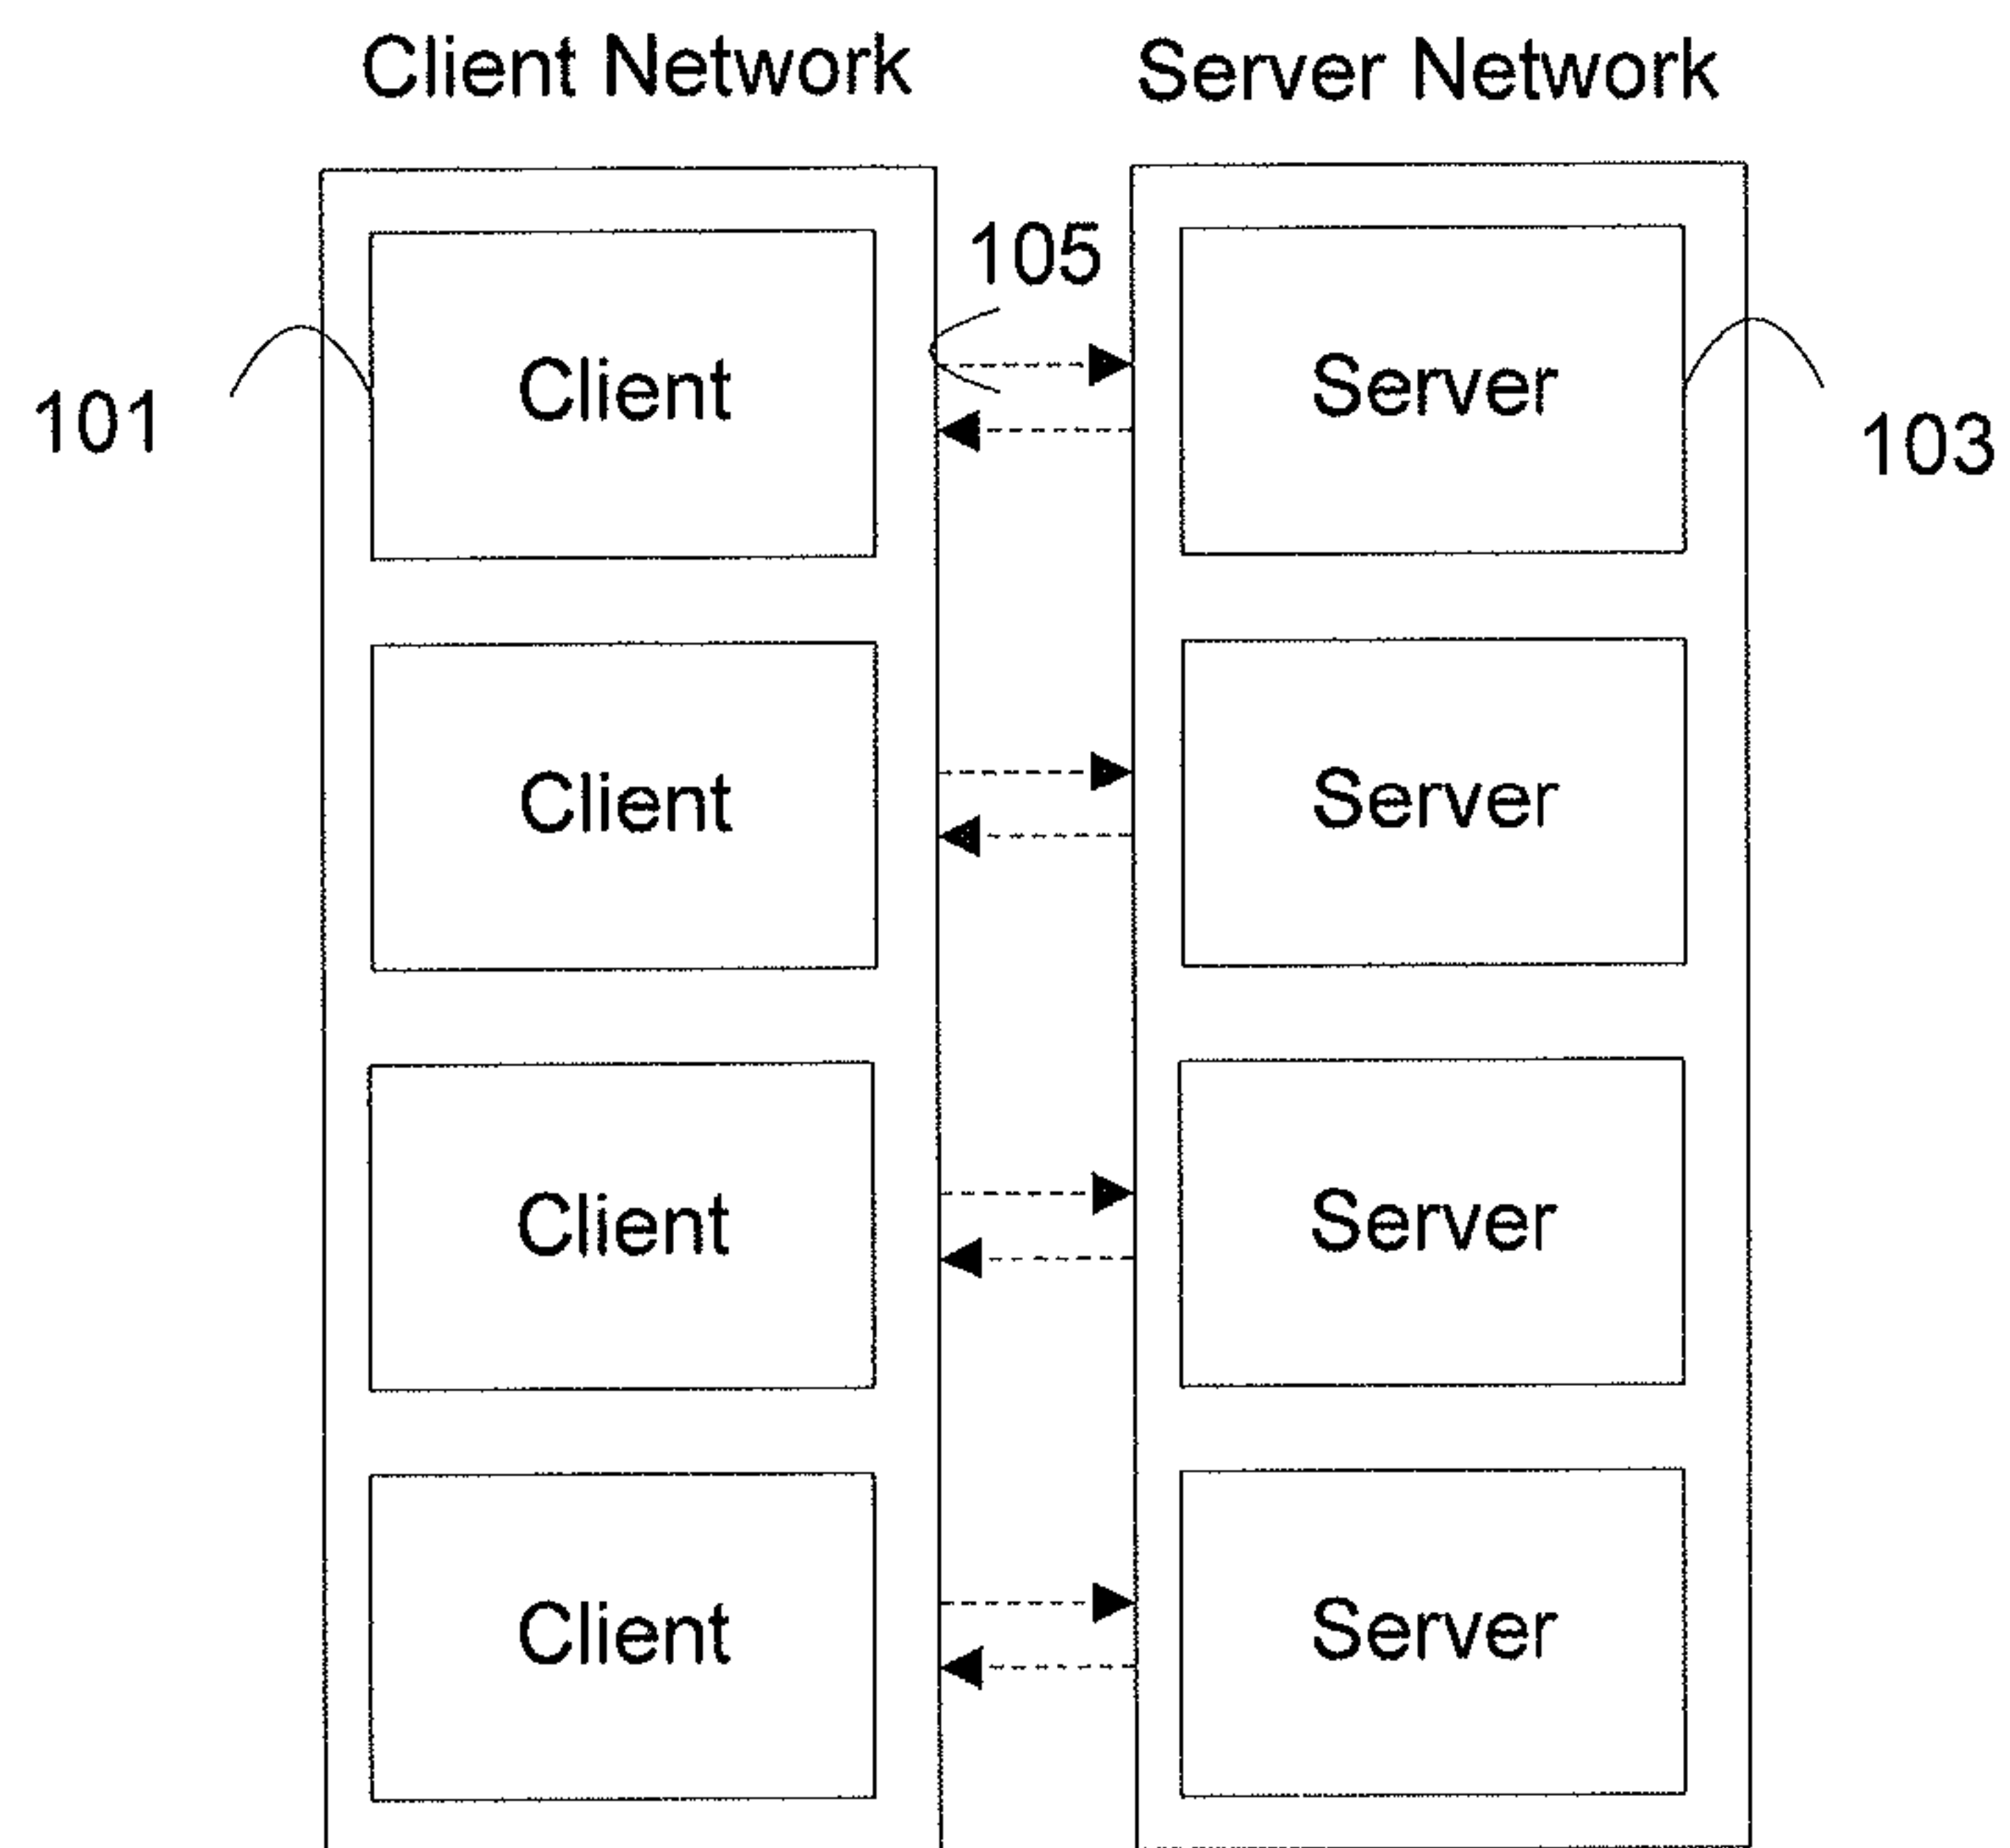 Client Network
Server Network
105
Client
Server
101
103
Client
Server
Client
Server
Client
Server